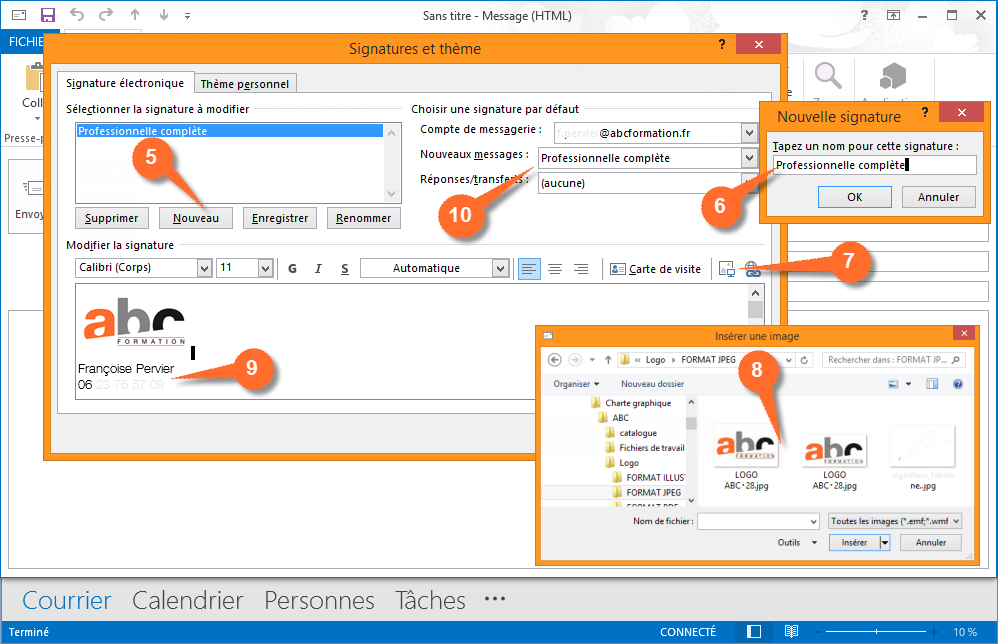 Sans titre - Message (HTML)
FICHIE
Coll
Presse-p
Envoy
Signatures et thème
Signature électronique
Thème personnel
Sélectionner la signature à modifier
Professionnelle complète
5
Supprimer
Nouveau
Enregistrer
Renommer
Choisir une signature par défaut
Compte de messagerie :
f.pervier@abcformation.fr
Nouveaux messages :
Professionnelle complète
Réponses/transferts :
(aucune)
10
Modifier la signature
Calibri (Corps)
11
G
I
S
Automatique
Carte de visite
7
abc
FORMATION
Françoise Pervier
06 23 76 57 09
9
Nouvelle signature
Tapez un nom pour cette signature :
Professionnelle complète
6
OK
Annuler
Insérer une image
« Logo
FORMAT JPEG
Rechercher dans : FORMAT JP...
Organiser
Nouveau dossier
8
Charte graphique
ABC
catalogue
Fichiers de travail
Logo
FORMAT ILLUST
FORMAT JPEG
abc
FORMATION
LOGO
ABC-28.jpg
abc
FORMATION
LOGO
ABC-28.jpg
signature_fabien
ne..jpg
Nom de fichier :
Toutes les images (*.emf;*.wmf
Outils
Insérer
Annuler
Courrier
Calendrier
Personnes
Tâches
•••
Terminé
CONNECTÉ
10 %